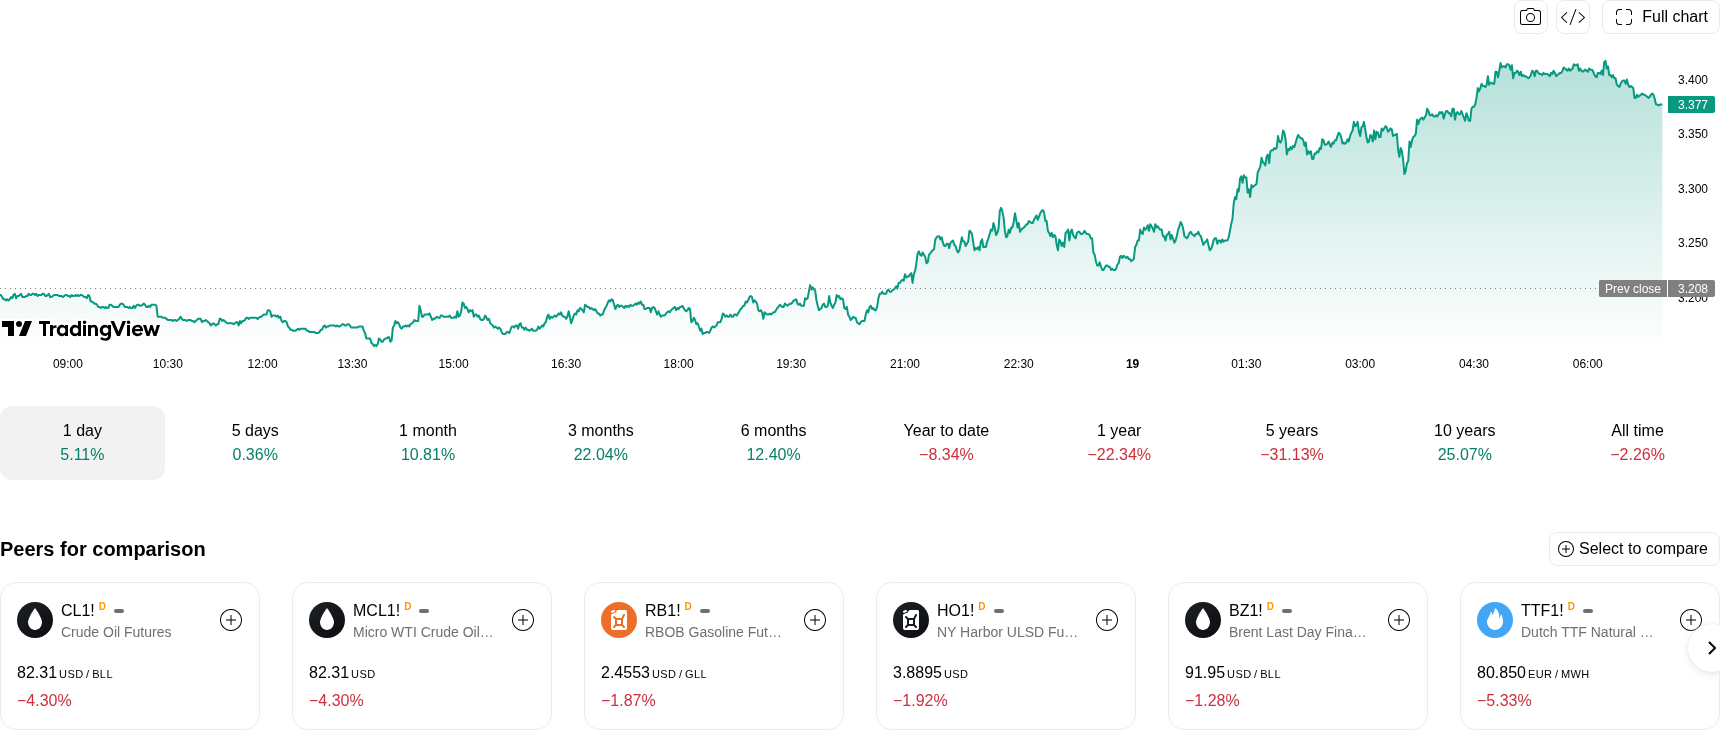 Full chart
3.400
3.377
3.350
3.300
3.250
Prev close 3.208
3.200
TradingView
09:00 10:30 12:00 13:30 15:00 16:30 18:00 19:30 21:00 22:30 19 01:30 03:00 04:30 06:00
1 day 5 days 1 month 3 months 6 months Year to date 1 year 5 years 10 years All time
5.11% 0.36% 10.81% 22.04% 12.40% −8.34% −22.34% −31.13% 25.07% −2.26%
Peers for comparison
Select to compare
CL1! D
Crude Oil Futures
82.31 USD / BLL
−4.30%
MCL1! D
Micro WTI Crude Oil…
82.31 USD
−4.30%
RB1! D
RBOB Gasoline Fut…
2.4553 USD / GLL
−1.87%
HO1! D
NY Harbor ULSD Fu…
3.8895 USD
−1.92%
BZ1! D
Brent Last Day Fina…
91.95 USD / BLL
−1.28%
TTF1! D
Dutch TTF Natural …
80.850 EUR / MWH
−5.33%